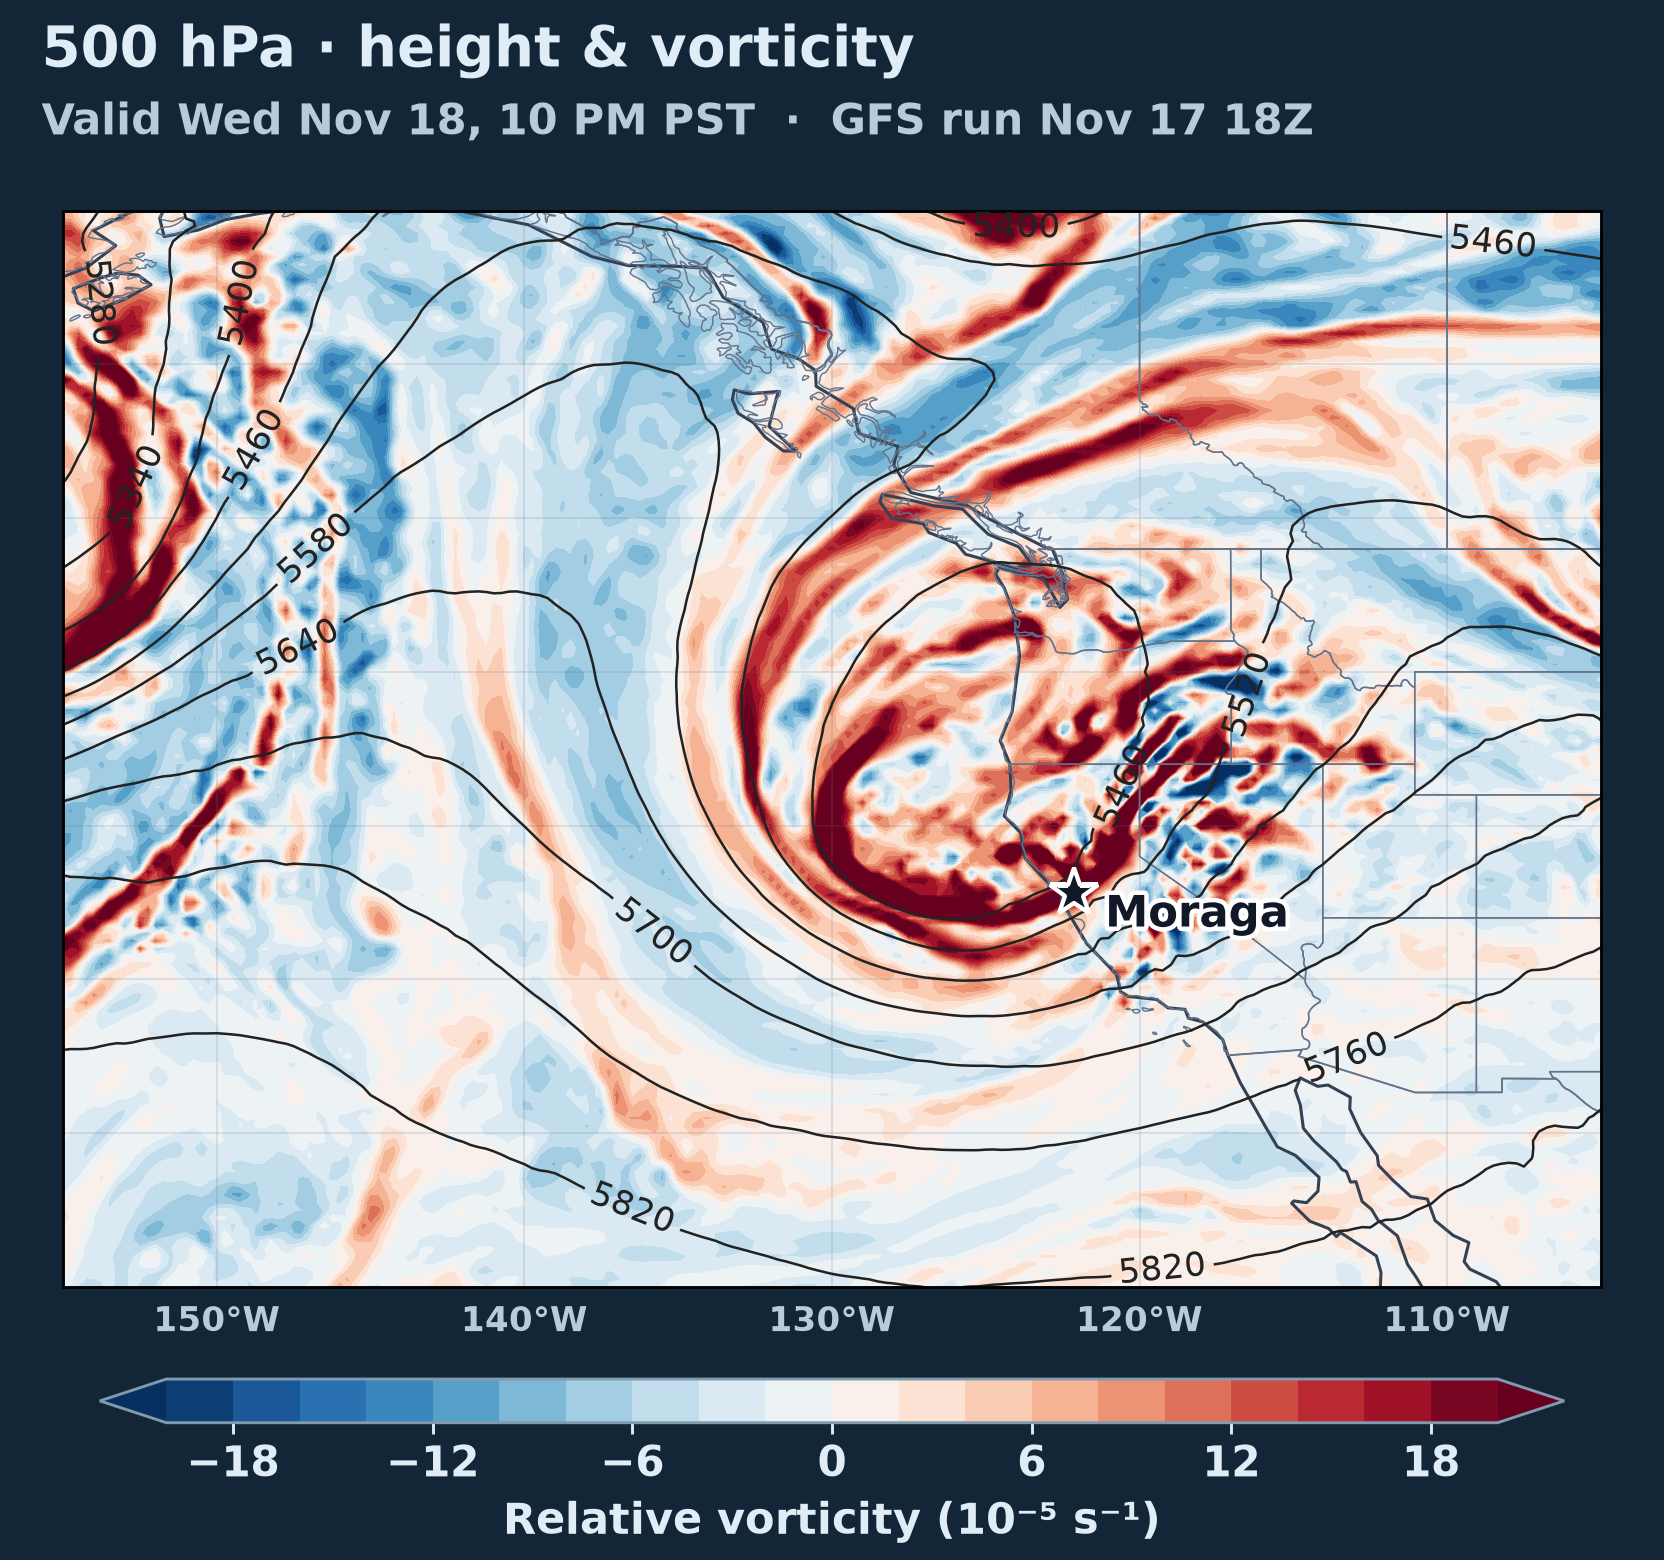 500 hPa · height & vorticity
Valid Wed Nov 18, 10 PM PST · GFS run Nov 17 18Z
5400
5460
5280
5400
5460
5340
5580
5640
5520
5460
Moraga
5700
5760
5820
5820
150°W 140°W 130°W 120°W 110°W
−18 −12 −6 0 6 12 18
Relative vorticity (10⁻⁵ s⁻¹)